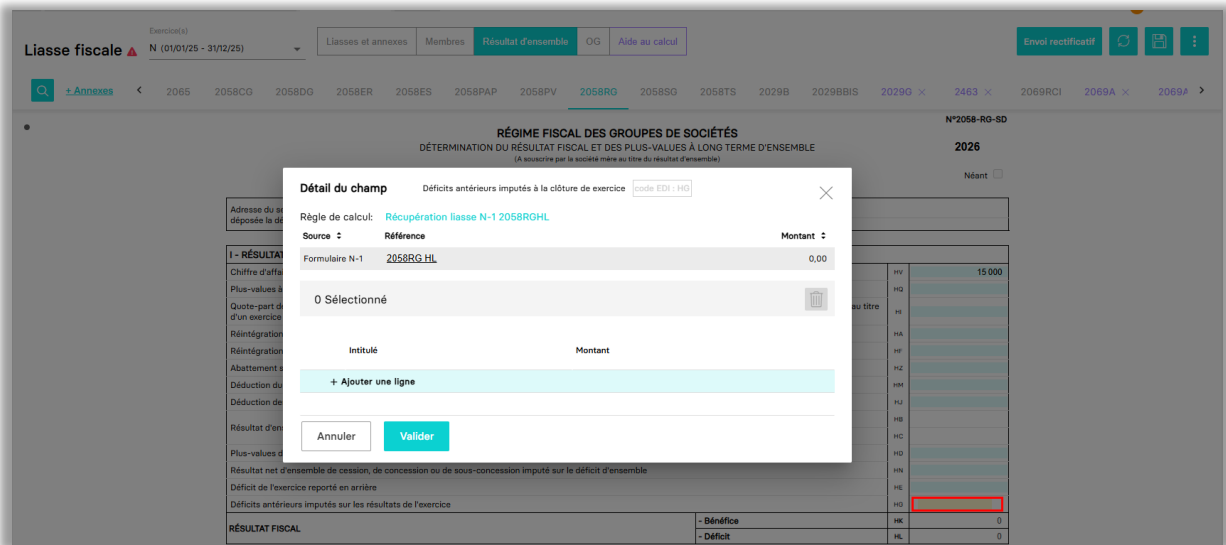 Exercice(s)
Liasse fiscale N (01/01/25 - 31/12/25) Liasses et annexes Membres Résultat d'ensemble OG Aide au calcul Envoi rectificatif
+ Annexes 2065 2058CG 2058DG 2058ER 2058ES 2058PAP 2058PV 2058RG 2058SG 2058TS 2029B 2029BBIS 2029G × 2463 × 2069RCI 2069A × 2069A
N°2058-RG-SD
RÉGIME FISCAL DES GROUPES DE SOCIÉTÉS
DÉTERMINATION DU RÉSULTAT FISCAL ET DES PLUS-VALUES À LONG TERME D'ENSEMBLE 2026
(A souscrire par la société mère au titre du résultat d'ensemble)
Néant
Détail du champ Déficits antérieurs imputés à la clôture de exercice code EDI : HG
Adresse du
déposée la
Règle de calcul: Récupération liasse N-1 2058RGHL
Source Référence Montant
I - RÉSULTAT
Formulaire N-1 2058RG HL 0,00
Chiffre d'affa HV 15 000
Plus-values HQ
0 Sélectionné
Quote-part au titre
d'un exercice HI
Réintégration HA
Réintégration HF
Intitulé Montant
Abattement HZ
+ Ajouter une ligne
Déduction du HM
Déduction de HJ
Résultat d'en HB
HC
Annuler Valider
Plus-values HD
Résultat net d'ensemble de cession, de concession ou de sous-concession imputé sur le déficit d'ensemble HN
Déficit de l'exercice reporté en arrière HE
Déficits antérieurs imputés sur les résultats de l'exercice HG
RÉSULTAT FISCAL - Bénéfice HK 0
- Déficit HL 0